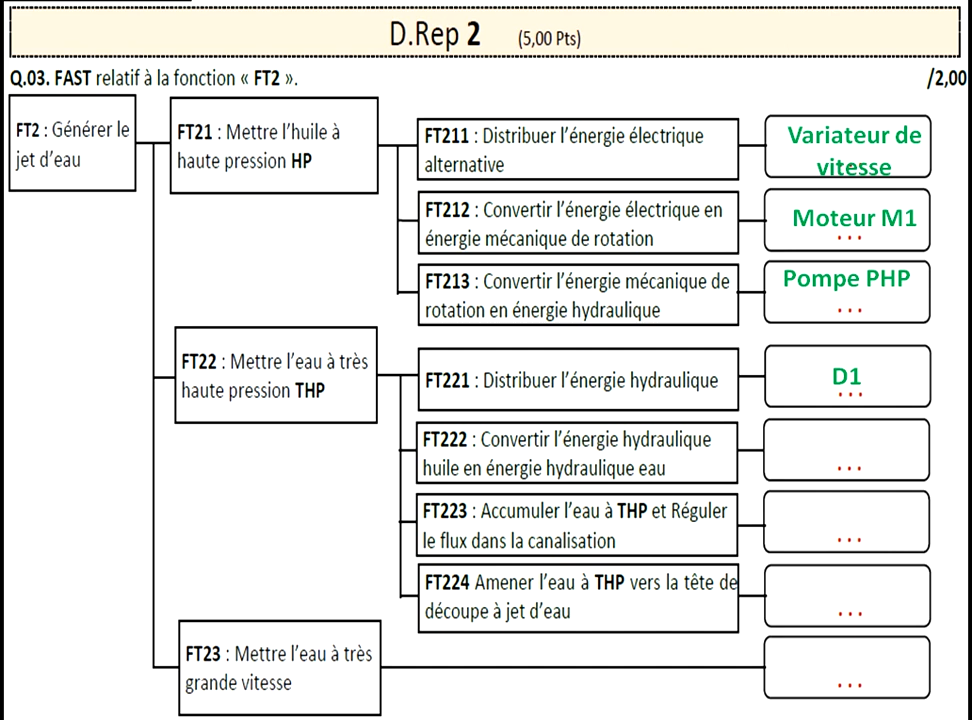 D.Rep 2 (5,00 Pts)
Q.03. FAST relatif à la fonction « FT2 ». /2,00
FT2 : Générer le
jet d'eau
FT21 : Mettre l'huile à
haute pression HP
FT211 : Distribuer l'énergie électrique
alternative
Variateur de
vitesse
FT212 : Convertir l'énergie électrique en
énergie mécanique de rotation
Moteur M1
...
FT213 : Convertir l'énergie mécanique de
rotation en énergie hydraulique
Pompe PHP
...
FT22 : Mettre l'eau à très
haute pression THP
FT221 : Distribuer l'énergie hydraulique
D1
...
FT222 : Convertir l'énergie hydraulique
huile en énergie hydraulique eau
...
FT223 : Accumuler l'eau à THP et Réguler
le flux dans la canalisation
...
FT224 Amener l'eau à THP vers la tête de
découpe à jet d'eau
...
FT23 : Mettre l'eau à très
grande vitesse
...